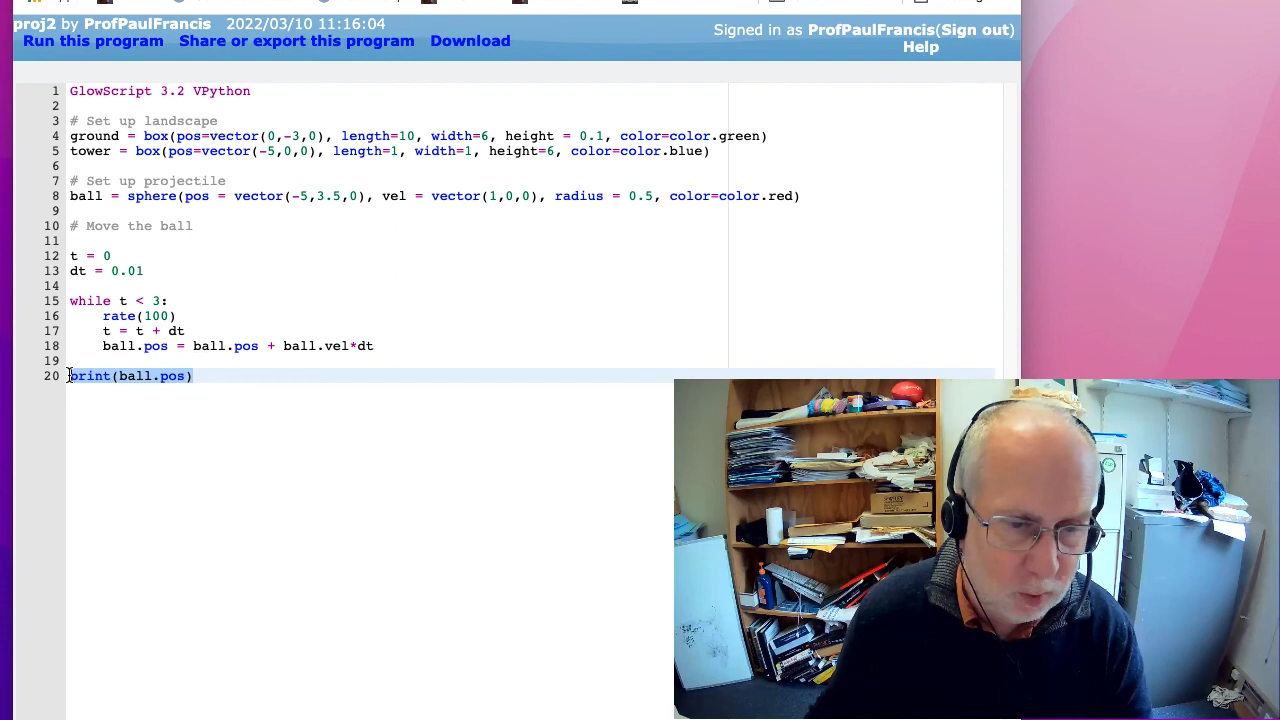 proj2 by ProfPaulFrancis 2022/03/10 11:16:04
Run this program Share or export this program Download
Signed in as ProfPaulFrancis(Sign out)
Help
1 GlowScript 3.2 VPython
2
3 # Set up landscape
4 ground = box(pos=vector(0,-3,0), length=10, width=6, height = 0.1, color=color.green)
5 tower = box(pos=vector(-5,0,0), length=1, width=1, height=6, color=color.blue)
6
7 # Set up projectile
8 ball = sphere(pos = vector(-5,3.5,0), vel = vector(1,0,0), radius = 0.5, color=color.red)
9
10 # Move the ball
11
12 t = 0
13 dt = 0.01
14
15 while t < 3:
16 rate(100)
17 t = t + dt
18 ball.pos = ball.pos + ball.vel*dt
19
20 print(ball.pos)